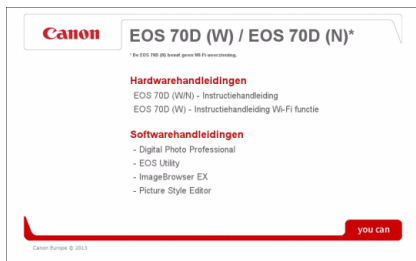 Canon
EOS 70D (W) / EOS 70D (N)*
* De EOS 70D (N) bevat geen Wi-Fi-voorziening.
Hardwarehandleidingen
EOS 70D (W/N) - Instructiehandleiding
EOS 70D (W) - Instructiehandleiding Wi-Fi functie
Softwarehandleidingen
- Digital Photo Professional
- EOS Utility
- ImageBrowser EX
- Picture Style Editor
you can
Canon Europe © 2013